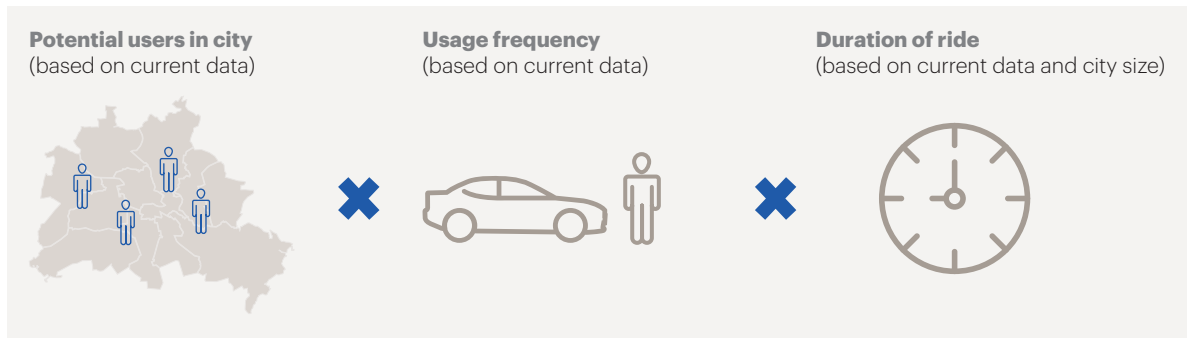 Potential users in city
(based on current data)
Usage frequency
(based on current data)
Duration of ride
(based on current data and city size)